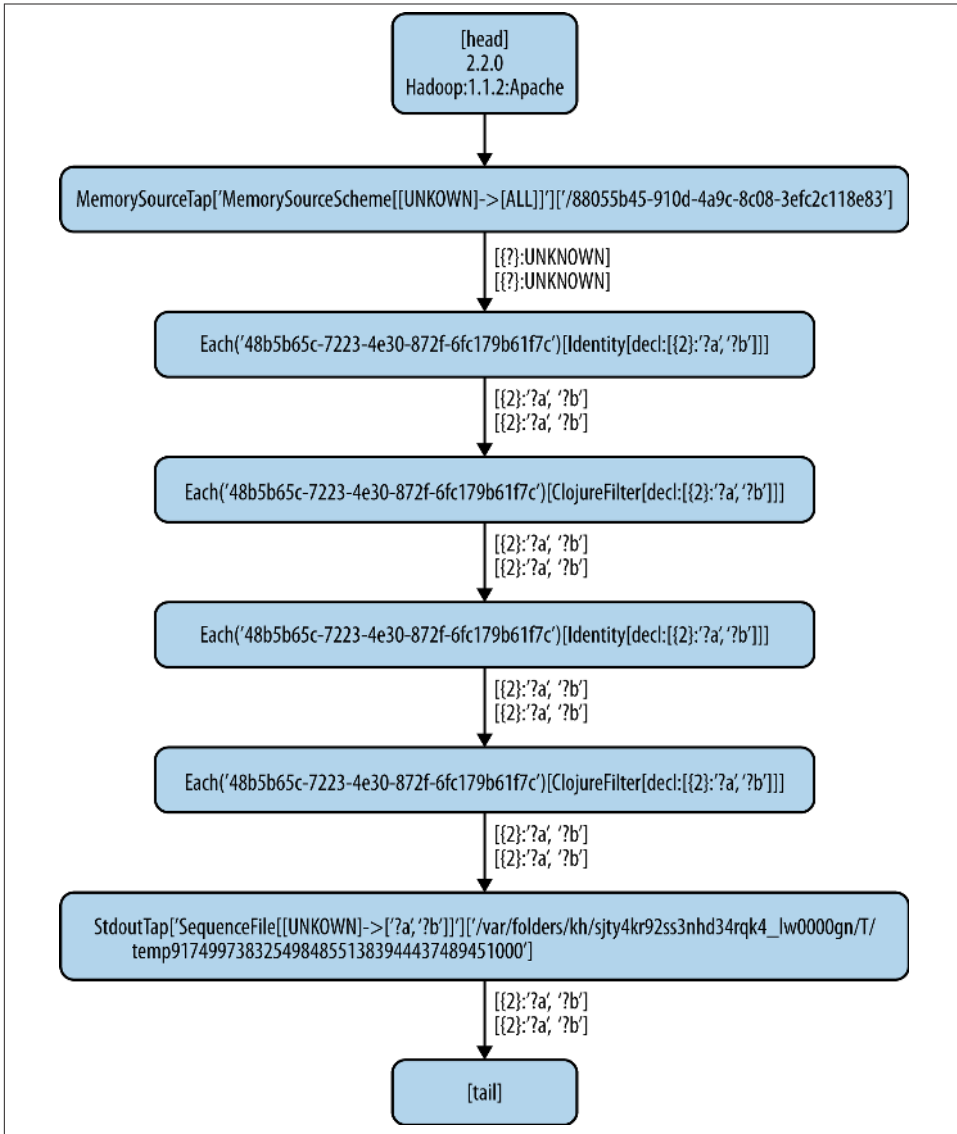 [head]
2.2.0
Hadoop:1.1.2:Apache
MemorySourceTap['MemorySourceScheme[[UNKOWN]->[ALL]]']['/88055b45-910d-4a9c-8c08-3efc2c118e83']
[{?}:UNKNOWN]
[{?}:UNKNOWN]
Each('48b5b65c-7223-4e30-872f-6fc179b61f7c')[Identity[decl:[{2}:'?a', '?b']]]
[{2}:'?a', '?b']
[{2}:'?a', '?b']
Each('48b5b65c-7223-4e30-872f-6fc179b61f7c')[ClojureFilter[decl:[{2}:'?a', '?b']]]
[{2}:'?a', '?b']
[{2}:'?a', '?b']
Each('48b5b65c-7223-4e30-872f-6fc179b61f7c')[Identity[decl:[{2}:'?a', '?b']]]
[{2}:'?a', '?b']
[{2}:'?a', '?b']
Each('48b5b65c-7223-4e30-872f-6fc179b61f7c')[ClojureFilter[decl:[{2}:'?a', '?b']]]
[{2}:'?a', '?b']
[{2}:'?a', '?b']
StdoutTap['SequenceFile[[UNKOWN]->['?a', '?b']]']['/var/folders/kh/sjty4kr92ss3nhd34rqk4_lw0000gn/T/
temp91749973832549848551383944437489451000']
[{2}:'?a', '?b']
[{2}:'?a', '?b']
[tail]